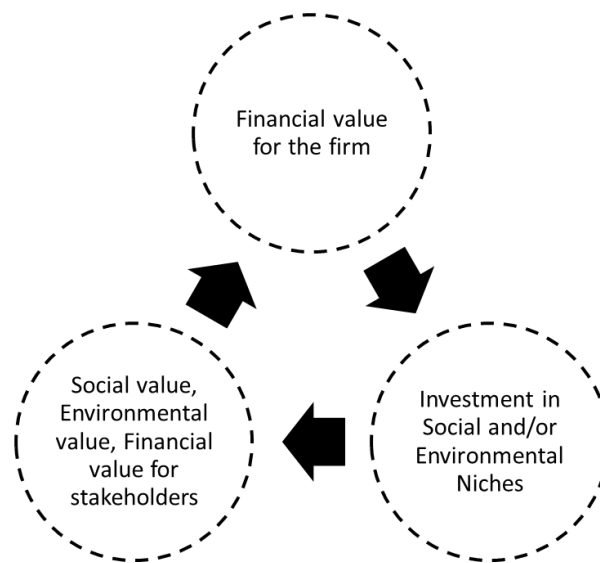 Financial value
for the firm
Social value,
Environmental
value, Financial
value for
stakeholders
Investment in
Social and/or
Environmental
Niches